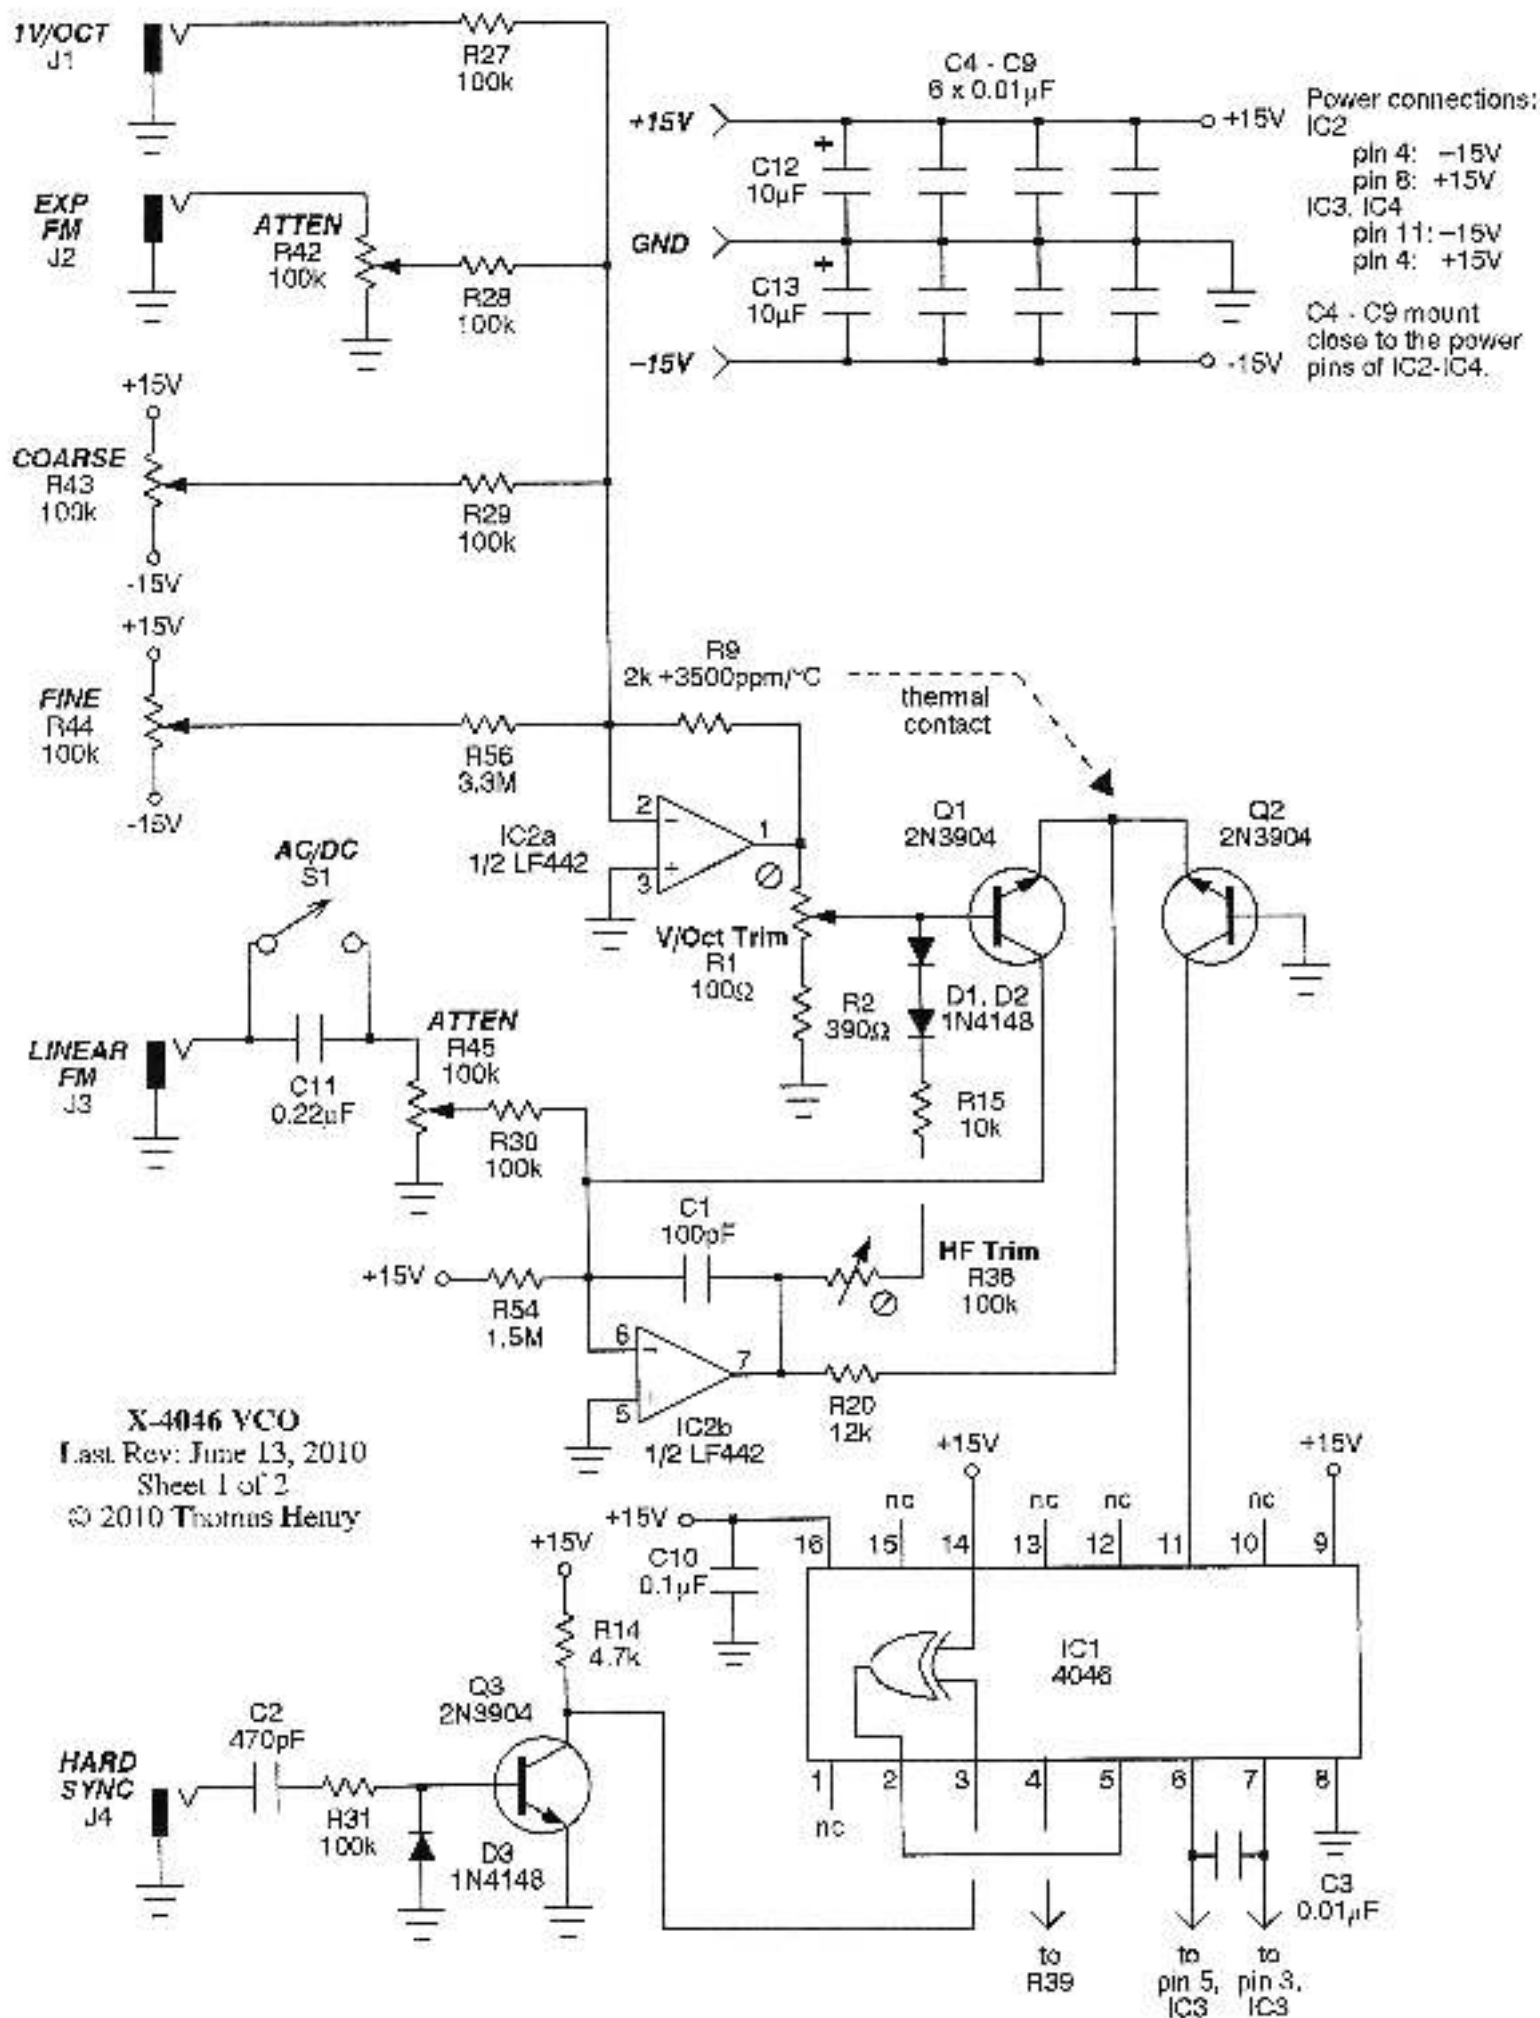 1V/OCT
J1
R27
100k
C4 - C9
6 x 0.01µF
+15V
+
C12
10µF
+15V
GND
+
C13
10µF
–15V
-15V
Power connections:
IC2
pin 4: –15V
pin 8: +15V
IC3, IC4
pin 11: –15V
pin 4: +15V
C4 - C9 mount
close to the power
pins of IC2-IC4.
EXP
FM
J2
ATTEN
R42
100k
R28
100k
+15V
COARSE
R43
100k
-15V
R29
100k
+15V
FINE
R44
100k
-15V
R56
3.3M
R9
2k +3500ppm/°C
thermal
contact
2
–
3
+
1
IC2a
1/2 LF442
Q1
2N3904
Q2
2N3904
V/Oct Trim
R1
100Ω
R2
390Ω
D1, D2
1N4148
R15
10k
AC/DC
S1
LINEAR
FM
J3
C11
0.22µF
ATTEN
R45
100k
R30
100k
+15V
R54
1.5M
C1
100pF
HF Trim
R38
100k
6
–
5
+
7
IC2b
1/2 LF442
R20
12k
X-4046 VCO
Last Rev: June 13, 2010
Sheet 1 of 2
© 2010 Thomas Henry
+15V
C10
0.1µF
+15V
nc
nc
nc
nc
+15V
16
15
14
13
12
11
10
9
IC1
4046
1
2
3
4
5
6
7
8
nc
+15V
R14
4.7k
Q3
2N3904
HARD
SYNC
J4
C2
470pF
R31
100k
D3
1N4148
C3
0.01µF
to
R39
to
pin 5,
IC3
to
pin 3,
IC3